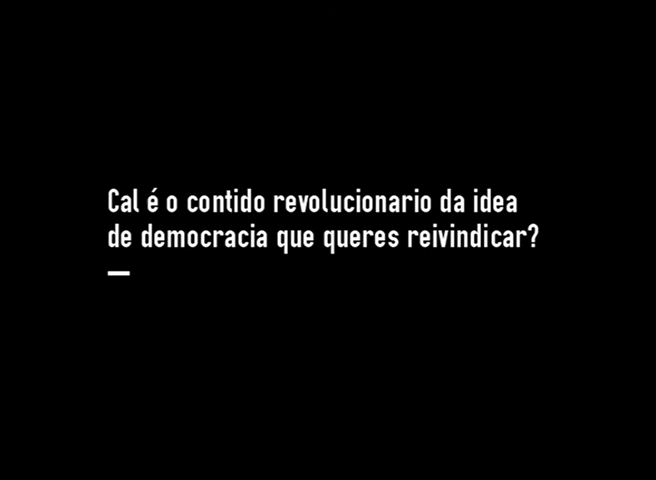 Cal é o contido revolucionario da idea
de democracia que queres reivindicar?